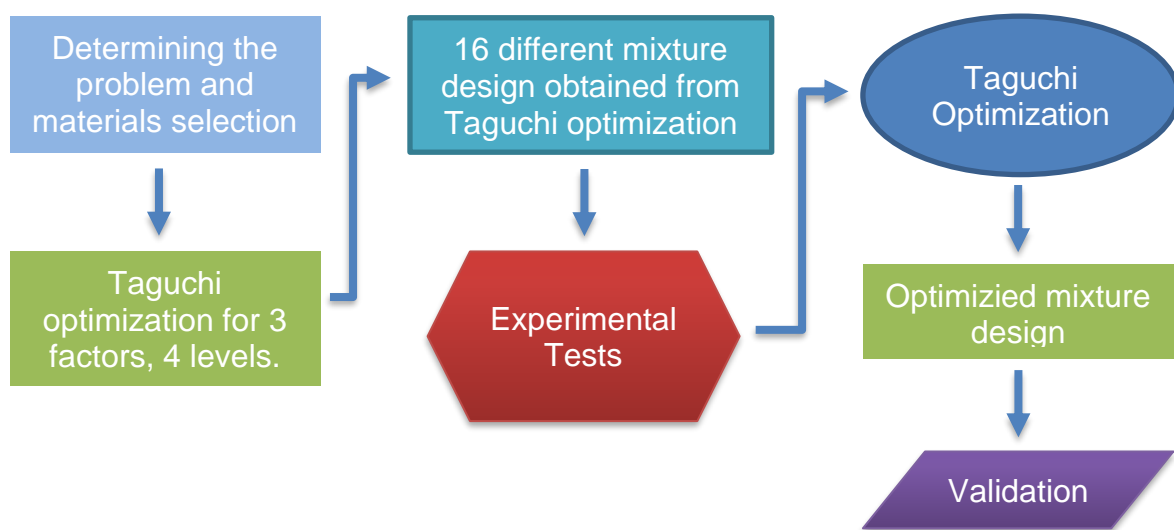 Determining the
problem and
materials selection
Taguchi
optimization for 3
factors, 4 levels.
16 different mixture
design obtained from
Taguchi optimization
Experimental
Tests
Taguchi
Optimization
Optimizied mixture
design
Validation